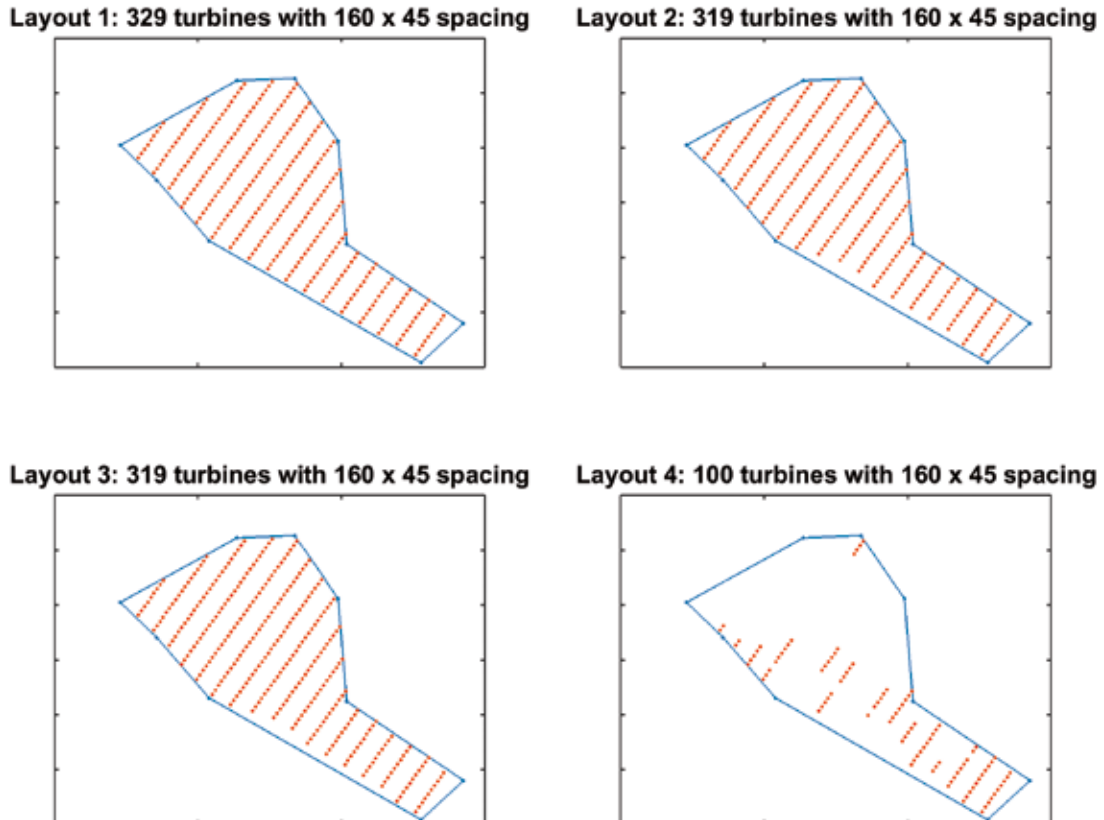 Layout 1: 329 turbines with 160 x 45 spacing
Layout 2: 319 turbines with 160 x 45 spacing
Layout 3: 319 turbines with 160 x 45 spacing
Layout 4: 100 turbines with 160 x 45 spacing